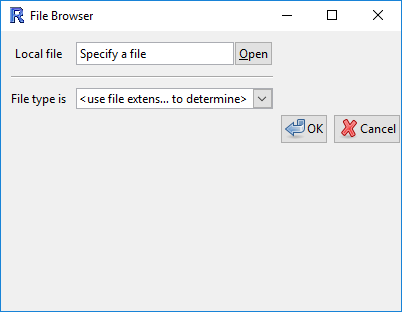 File Browser
Local file Specify a file Open
File type is <use file extens... to determine>
OK Cancel